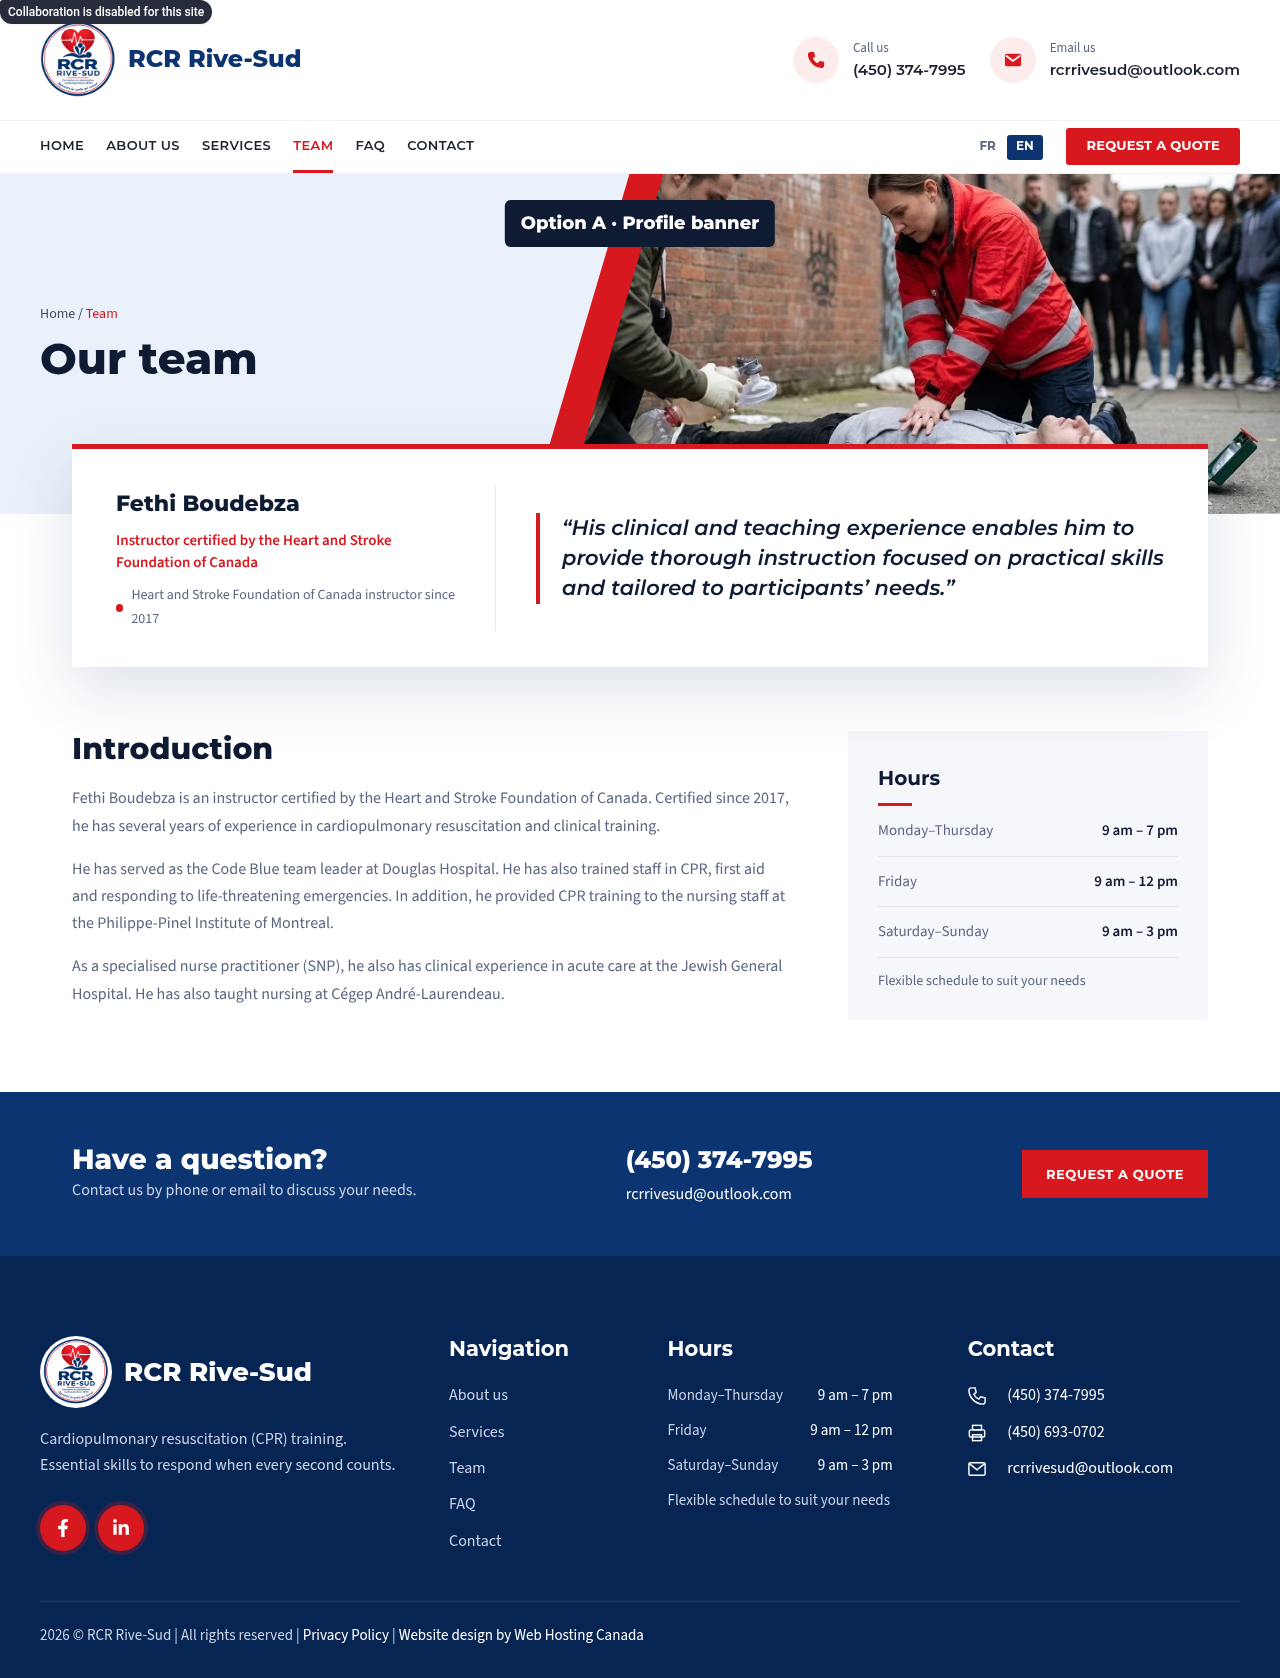 Collaboration is disabled for this site
RCR
RIVE-SUD
RCR Rive-Sud
Call us
(450) 374-7995
Email us
rcrrivesud@outlook.com
HOME
ABOUT US
SERVICES
TEAM
FAQ
CONTACT
FR
EN
REQUEST A QUOTE
Option A · Profile banner
Home / Team
Our team
Fethi Boudebza
Instructor certified by the Heart and Stroke
Foundation of Canada
Heart and Stroke Foundation of Canada instructor since
2017
“His clinical and teaching experience enables him to
provide thorough instruction focused on practical skills
and tailored to participants’ needs.”
Introduction
Fethi Boudebza is an instructor certified by the Heart and Stroke Foundation of Canada. Certified since 2017,
he has several years of experience in cardiopulmonary resuscitation and clinical training.
He has served as the Code Blue team leader at Douglas Hospital. He has also trained staff in CPR, first aid
and responding to life-threatening emergencies. In addition, he provided CPR training to the nursing staff at
the Philippe-Pinel Institute of Montreal.
As a specialised nurse practitioner (SNP), he also has clinical experience in acute care at the Jewish General
Hospital. He has also taught nursing at Cégep André-Laurendeau.
Hours
Monday–Thursday 9 am – 7 pm
Friday 9 am – 12 pm
Saturday–Sunday 9 am – 3 pm
Flexible schedule to suit your needs
Have a question?
Contact us by phone or email to discuss your needs.
(450) 374-7995
rcrrivesud@outlook.com
REQUEST A QUOTE
RCR
RIVE-SUD
RCR Rive-Sud
Cardiopulmonary resuscitation (CPR) training.
Essential skills to respond when every second counts.
Navigation
About us
Services
Team
FAQ
Contact
Hours
Monday–Thursday 9 am – 7 pm
Friday 9 am – 12 pm
Saturday–Sunday 9 am – 3 pm
Flexible schedule to suit your needs
Contact
(450) 374-7995
(450) 693-0702
rcrrivesud@outlook.com
2026 © RCR Rive-Sud | All rights reserved | Privacy Policy | Website design by Web Hosting Canada